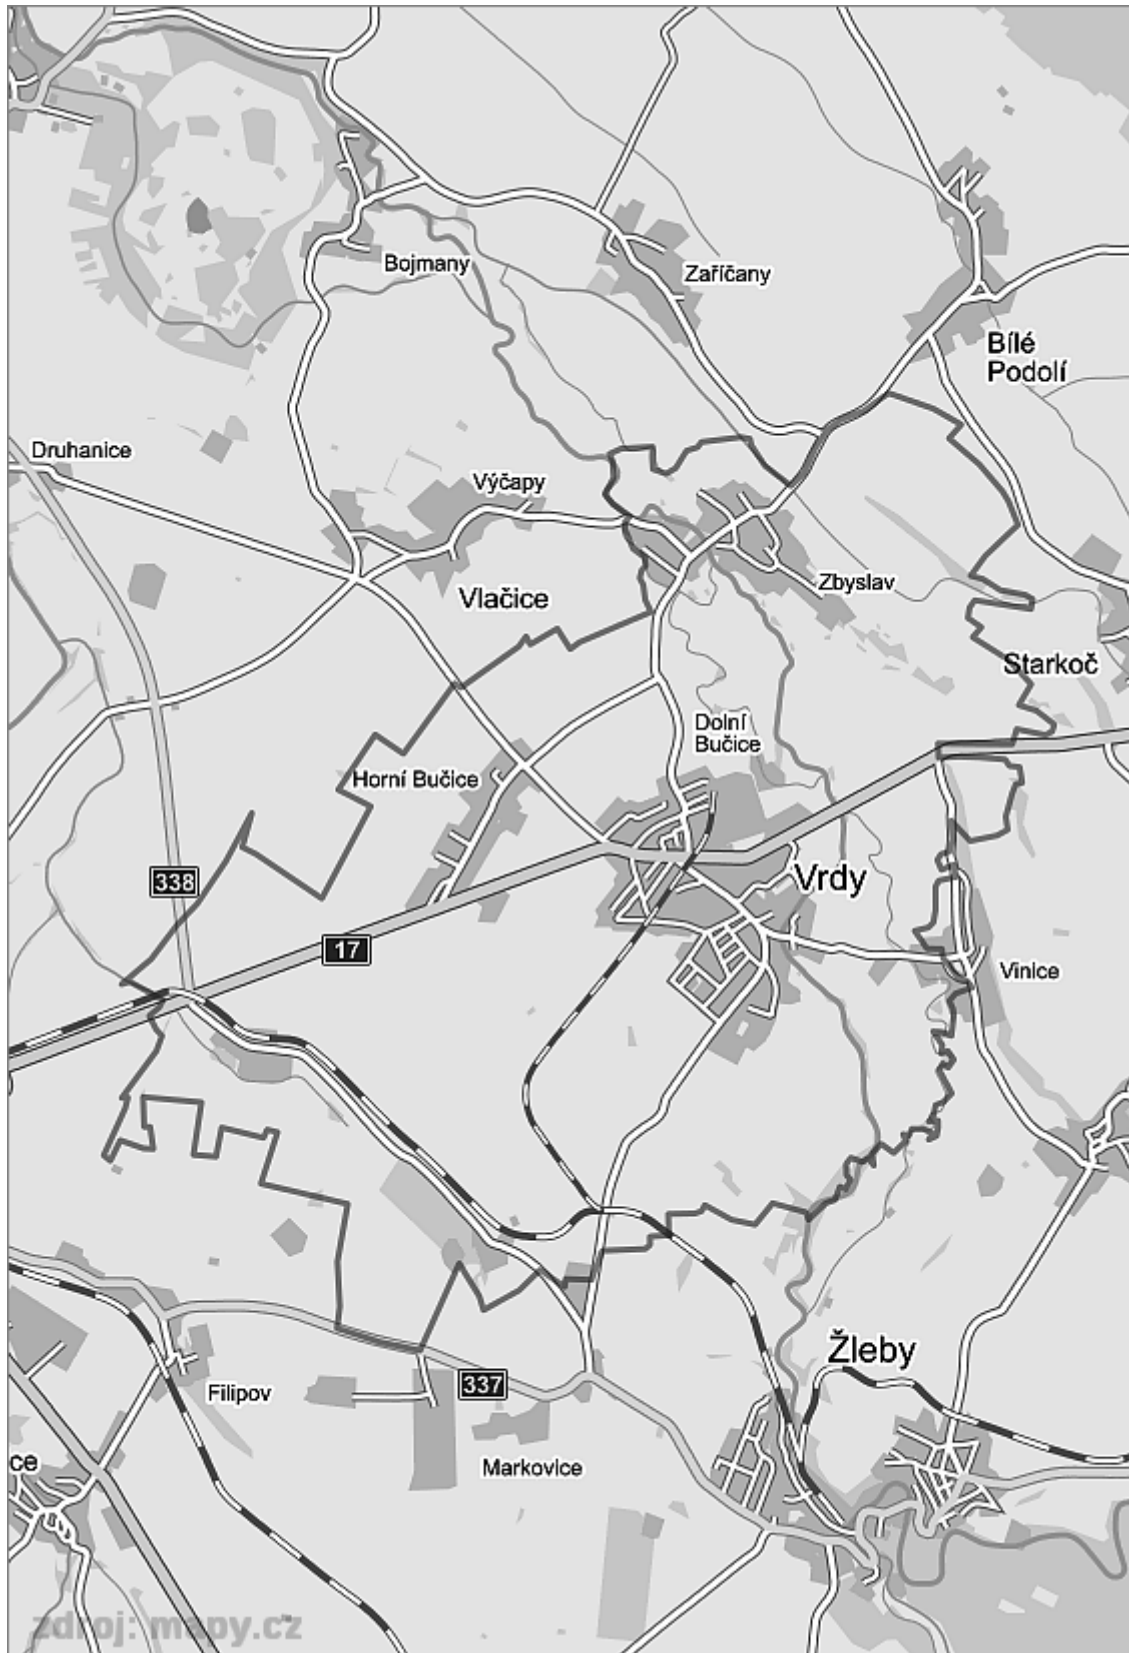 Bojmany
Zaříčany
Bílé
Podolí
Druhanice
Výčapy
Zbyslav
Vlačice
Starkoč
Dolní
Bučice
Horní Bučice
338
Vrdy
17
Vinice
Žleby
337
Filipov
Markovice
ce
zdroj: mapy.cz